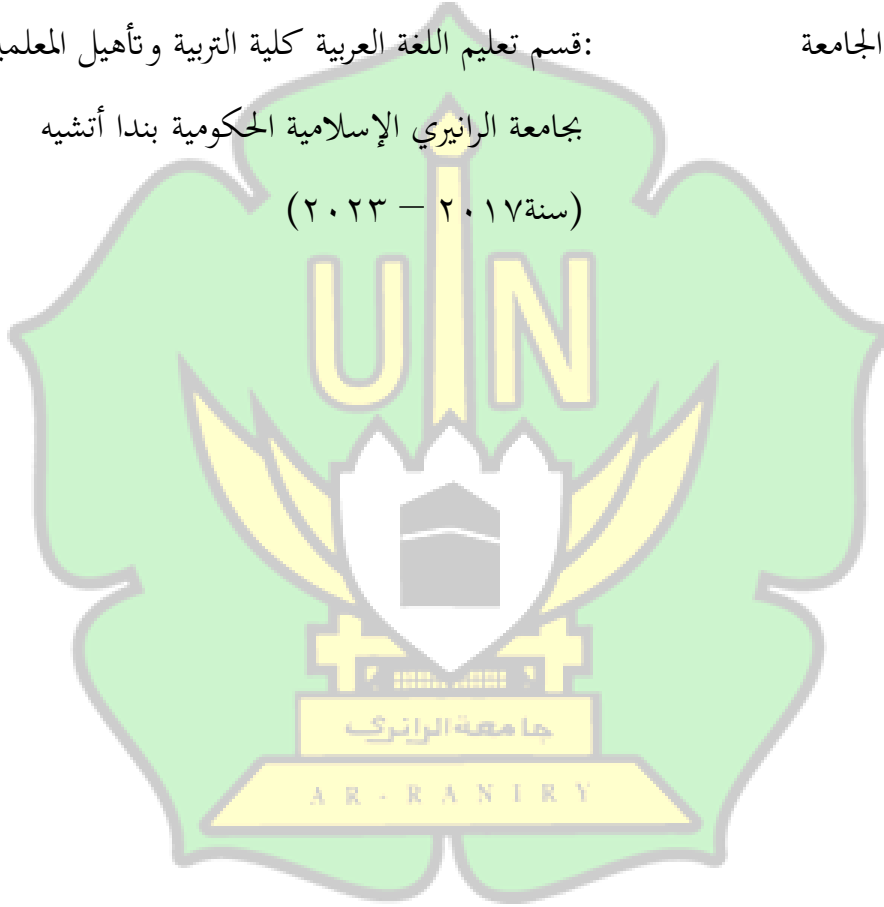 الجامعة :قسم تعليم اللغة العربية كلية التربية وتأهيل
بجامعة الرانيري الإسلامية الحكومية بندا أتشيه
(سنة٢٠١٧ – ٢٠٢٣)
UIN
جامعة الرانري
AR-RANIRY